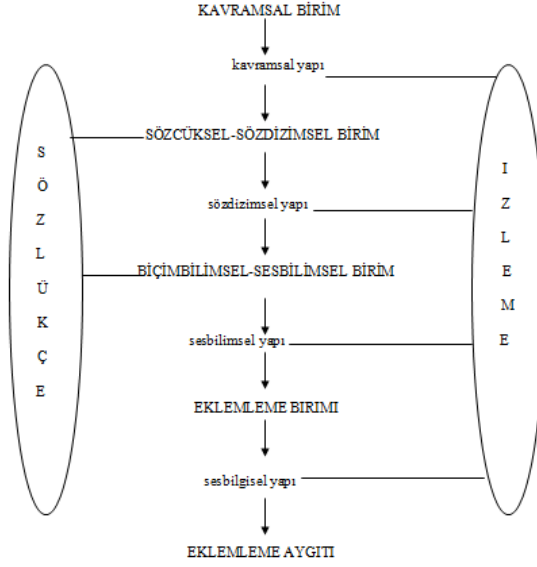 KAVRAMSAL BİRİM
kavramsal yapı
SÖZCÜKSEL-SÖZDİZİMSEL BİRİM
sözdizimsel yapı
BİÇİMBİLİMSEL-SESBİLİMSEL BİRİM
sesbilimsel yapı
EKLEMLEME BIRIMI
sesbilgisel yapı
EKLEMLEME AYGITI
S
Ö
Z
L
Ü
K
Ç
E
I
Z
L
E
M
E